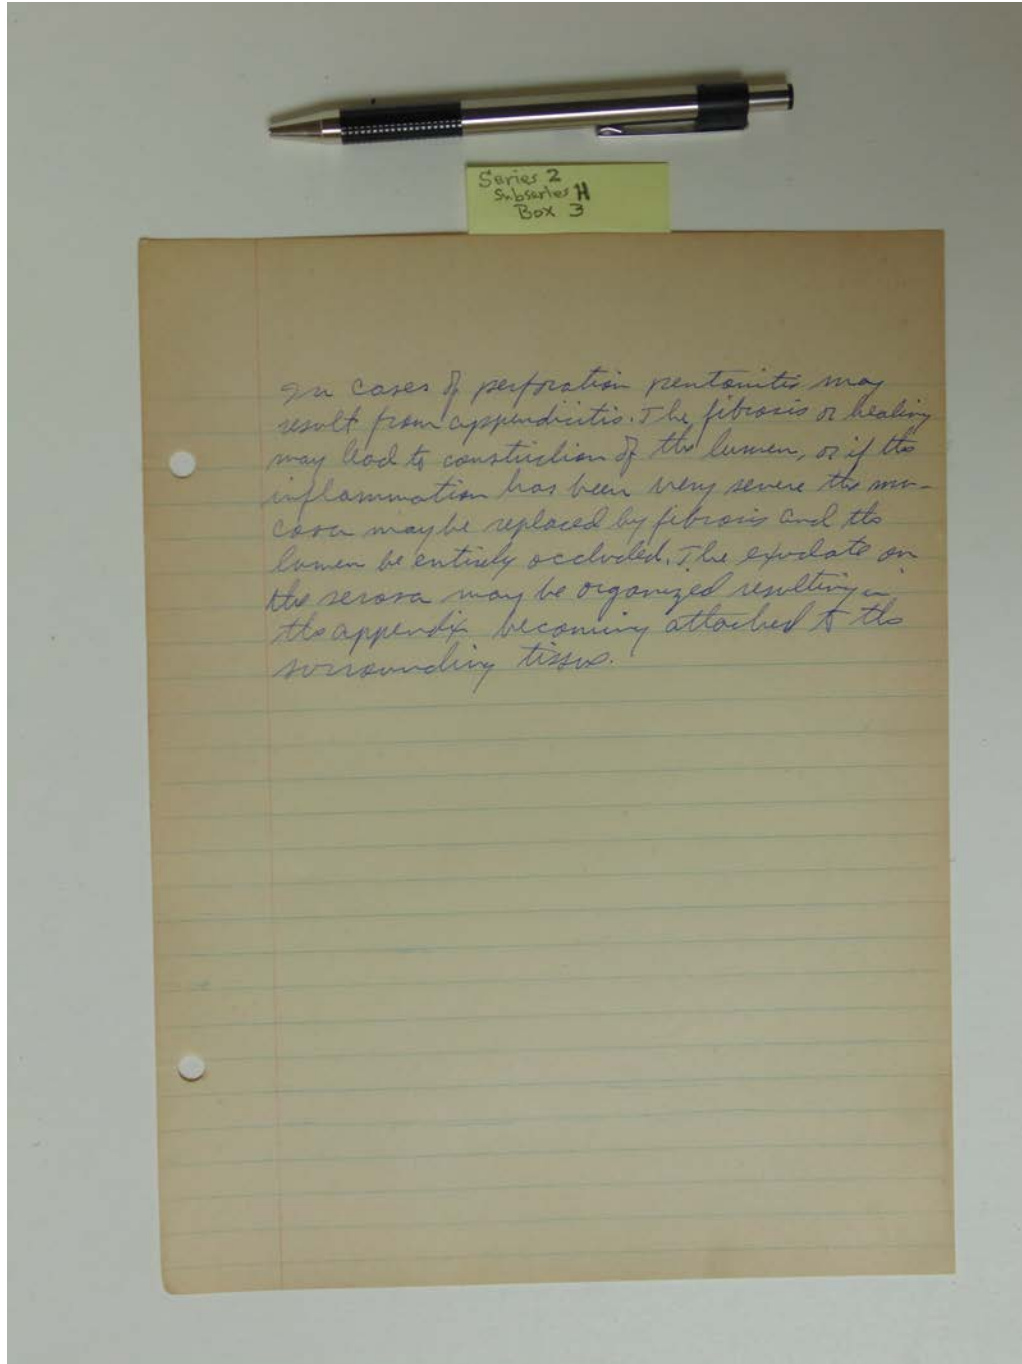 Series 2
Subseries H
Box 3
In cases of perforation peritonitis may
result from appendicitis. The fibrosis or healing
may lead to constriction of the lumen, or if the
inflammation has been very severe the mu-
cosa may be replaced by fibrosis and the
lumen be entirely occluded. The exudate on
the serosa may be organized resulting in
the appendix becoming attached to the
surrounding tissue.